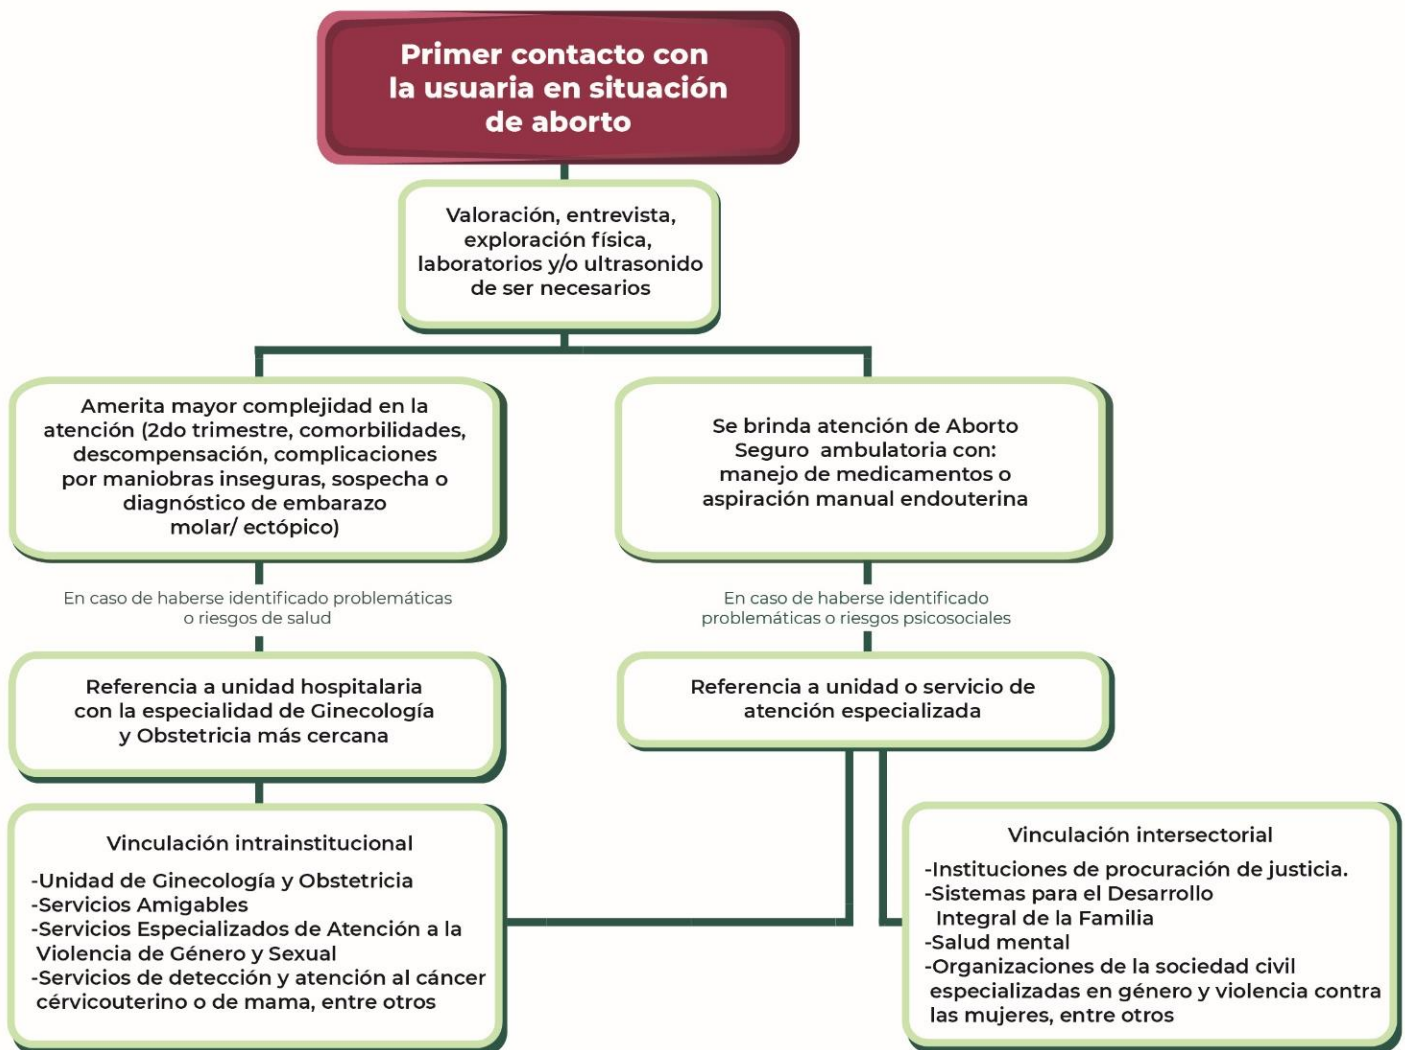 Primer contacto con
la usuaria en situación
de aborto
Valoración, entrevista,
exploración física,
laboratorios y/o ultrasonido
de ser necesarios
Amerita mayor complejidad en la
atención (2do trimestre, comorbilidades,
descompensación, complicaciones
por maniobras inseguras, sospecha o
diagnóstico de embarazo
molar/ ectópico)
Se brinda atención de Aborto
Seguro ambulatoria con:
manejo de medicamentos o
aspiración manual endouterina
En caso de haberse identificado problemáticas
o riesgos de salud
En caso de haberse identificado
problemáticas o riesgos psicosociales
Referencia a unidad hospitalaria
con la especialidad de Ginecología
y Obstetricia más cercana
Referencia a unidad o servicio de
atención especializada
Vinculación intrainstitucional
-Unidad de Ginecología y Obstetricia
-Servicios Amigables
-Servicios Especializados de Atención a la
Violencia de Género y Sexual
-Servicios de detección y atención al cáncer
cérvicouterino o de mama, entre otros
Vinculación intersectorial
-Instituciones de procuración de justicia.
-Sistemas para el Desarrollo
Integral de la Familia
-Salud mental
-Organizaciones de la sociedad civil
especializadas en género y violencia contra
las mujeres, entre otros